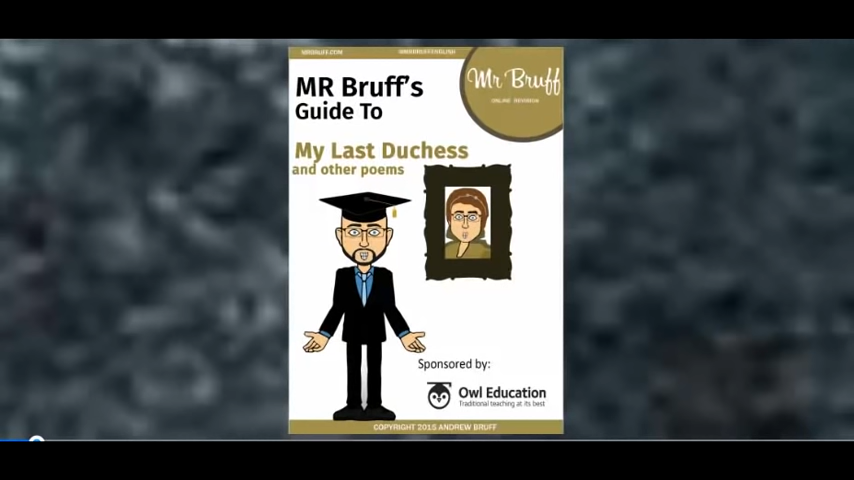 MRBRUFF.COM
Mr Bruff
ONLINE REVISION
MR Bruff's
Guide To
My Last Duchess
and other poems
Sponsored by:
Owl Education
Traditional teaching at its best
COPYRIGHT 2015 ANDREW BRUFF